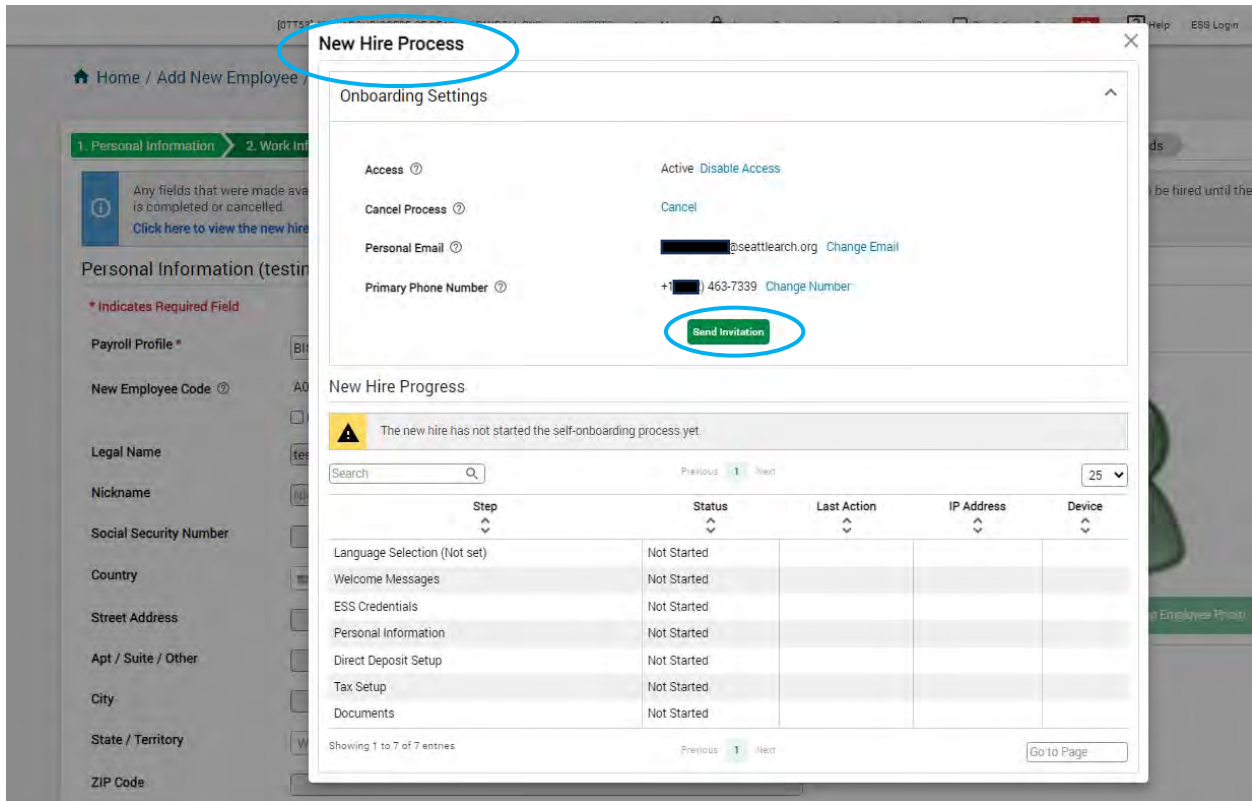 Help ESS Login
New Hire Process
Home / Add New Employee /
Onboarding Settings
1. Personal Information 2. Work Inf
ds
Access Active Disable Access
Any fields that were made ava
be hired until the
is completed or cancelled.
Click here to view the new hire
Cancel Process Cancel
Personal Email @seattlearch.org Change Email
Personal Information (testin
Primary Phone Number +1 ) 463-7339 Change Number
* Indicates Required Field
Send Invitation
Payroll Profile *
New Employee Code A0
New Hire Progress
The new hire has not started the self-onboarding process yet.
Legal Name tes
Search Previous 1 Next 25
Nickname
Step Status Last Action IP Address Device
Social Security Number
Language Selection (Not set) Not Started
Country
Welcome Messages Not Started
ESS Credentials Not Started
Street Address
Personal Information Not Started
Apt / Suite / Other
Direct Deposit Setup Not Started
Tax Setup Not Started
City
Documents Not Started
State / Territory W
Showing 1 to 7 of 7 entries Previous 1 Next Go to Page
ZIP Code